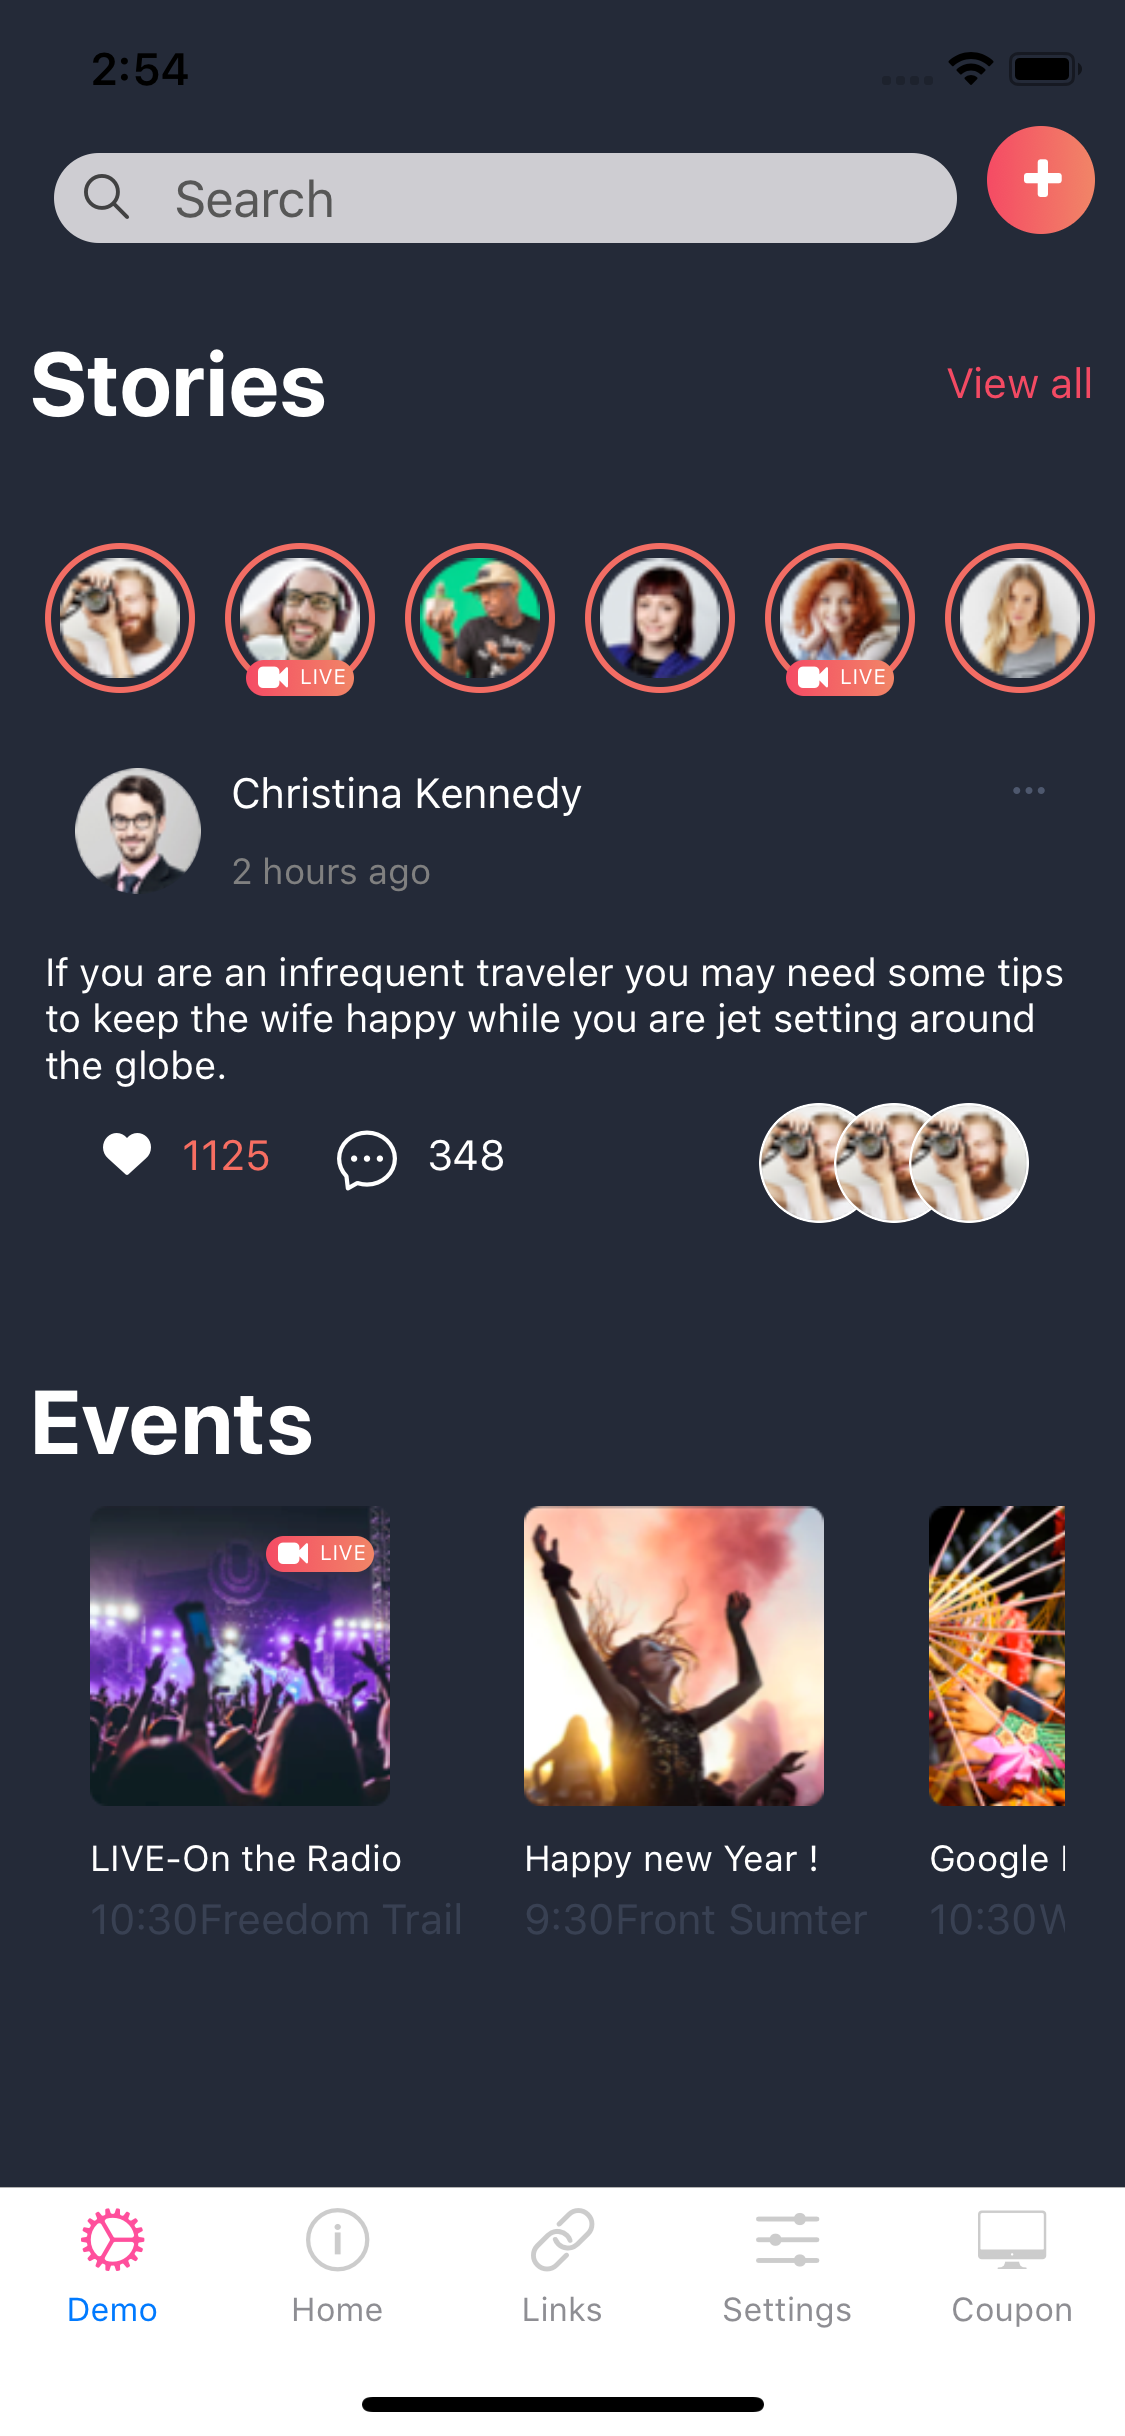 2:54
Search
Stories
View all
LIVE
LIVE
Christina Kennedy
2 hours ago
If you are an infrequent traveler you may need some tips
to keep the wife happy while you are jet setting around
the globe.
1125
348
Events
LIVE
LIVE-On the Radio
Happy new Year !
Google
10:30Freedom Trail
9:30Front Sumter
10:30W
Demo
Home
Links
Settings
Coupon